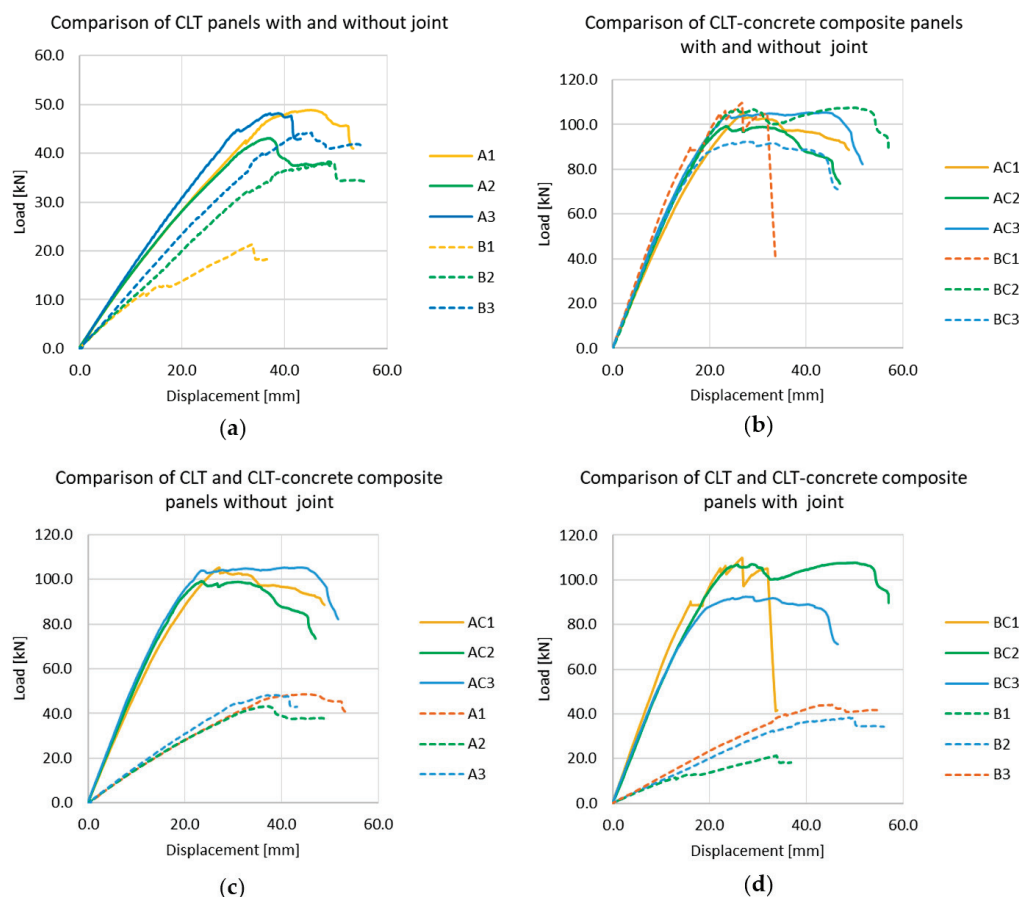 Comparison of CLT panels with and without joint
60.0
50.0
40.0
30.0
20.0
10.0
0.0
Load [kN]
0.0 20.0 40.0 60.0
Displacement [mm]
A1
A2
A3
B1
B2
B3
(a)
Comparison of CLT-concrete composite panels
with and without joint
120.0
100.0
80.0
60.0
40.0
20.0
0.0
Load [kN]
0.0 20.0 40.0 60.0
Displacement [mm]
AC1
AC2
AC3
BC1
BC2
BC3
(b)
Comparison of CLT and CLT-concrete composite
panels without joint
120.0
100.0
80.0
60.0
40.0
20.0
0.0
Load [kN]
0.0 20.0 40.0 60.0
Displacement [mm]
AC1
AC2
AC3
A1
A2
A3
(c)
Comparison of CLT and CLT-concrete composite
panels with joint
120.0
100.0
80.0
60.0
40.0
20.0
0.0
Load [kN]
0.0 20.0 40.0 60.0
Displacement [mm]
BC1
BC2
BC3
B1
B2
B3
(d)